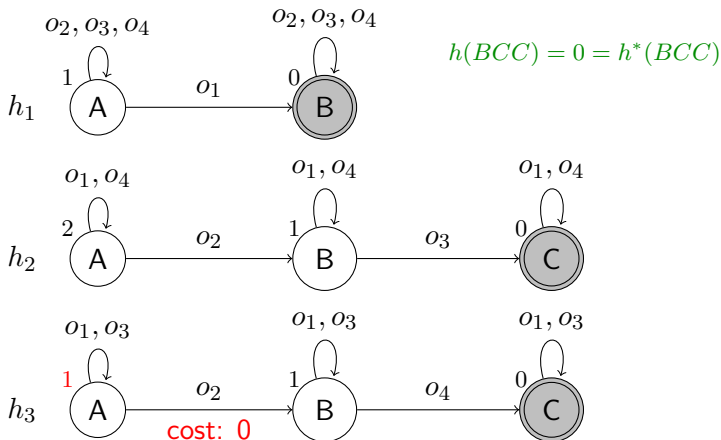 o₂, o₃, o₄
o₂, o₃, o₄
h(BCC) = 0 = h*(BCC)
1
0
h₁
A
o₁
B
o₁, o₄
o₁, o₄
o₁, o₄
2
1
0
h₂
A
o₂
B
o₃
C
o₁, o₃
o₁, o₃
o₁, o₃
1
1
0
h₃
A
o₂
B
o₄
C
cost: 0